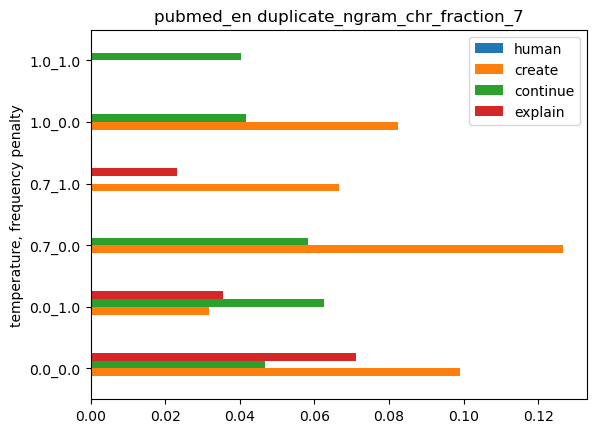 pubmed_en duplicate_ngram_chr_fraction_7
human
create
continue
explain
temperature, frequency penalty
1.0_1.0
1.0_0.0
0.7_1.0
0.7_0.0
0.0_1.0
0.0_0.0
0.00 0.02 0.04 0.06 0.08 0.10 0.12